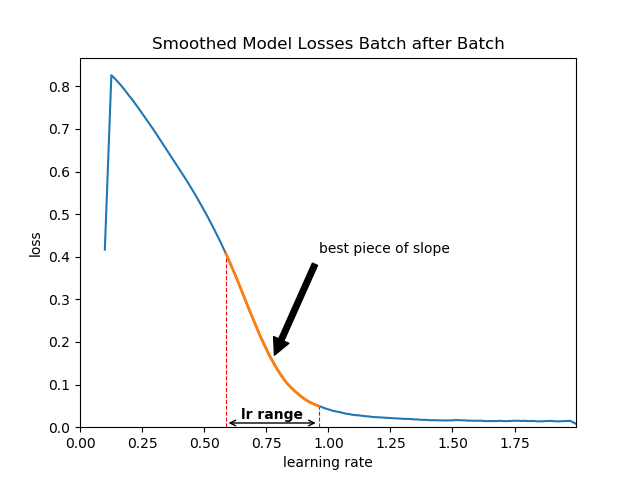 Smoothed Model Losses Batch after Batch
loss
0.8
0.7
0.6
0.5
0.4
0.3
0.2
0.1
0.0
best piece of slope
lr range
0.00 0.25 0.50 0.75 1.00 1.25 1.50 1.75
learning rate